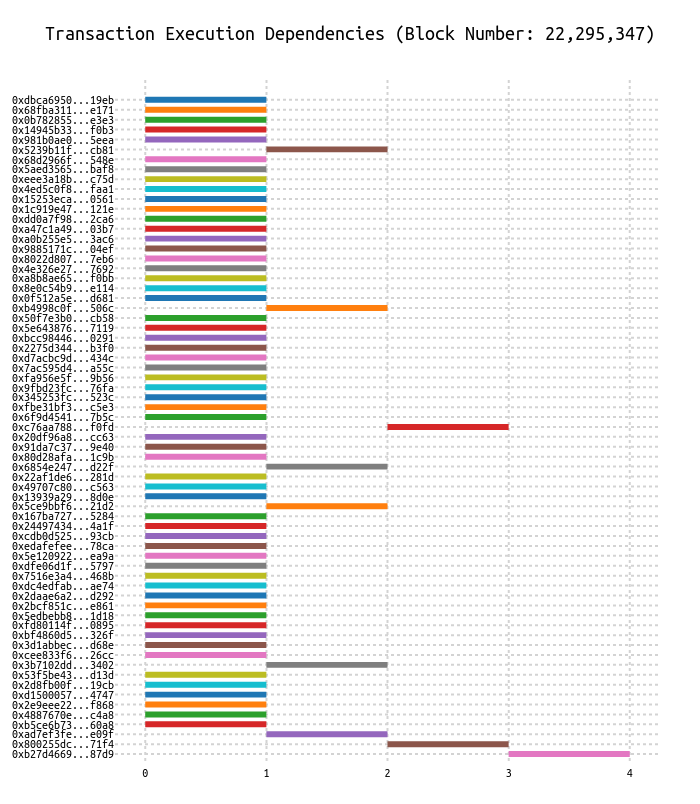 Transaction Execution Dependencies (Block Number: 22,295,347)
0xdbca6950...19eb
0x68fba311...e171
0x0b782855...e3e3
0x14945b33...f0b3
0x981b0ae0...5eea
0x5239b11f...cb81
0x68d2966f...548e
0x5aed3565...baf8
0xeee3a18b...c75d
0x4ed5c0f8...faa1
0x15253eca...0561
0x1c919e47...121e
0xdd0a7f98...2ca6
0xa47c1a49...03b7
0xa0b255e5...3ac6
0x9885171c...04ef
0x8022d807...7eb6
0x4e326e27...7692
0xa8b8ae65...f0bb
0x8e0c54b9...e114
0x0f512a5e...d681
0xb4998c0f...506c
0x50f7e3b0...cb58
0x5e643876...7119
0xbcc98446...0291
0x2275d344...b3f0
0xd7acbc9d...434c
0x7ac595d4...a55c
0xfa956e5f...9b56
0x9fbd23fc...76fa
0x345253fc...523c
0xfbe31bf3...c5e3
0x6f9d4541...7b5c
0xc76aa788...f0fd
0x20df96a8...cc63
0x91da7c37...9e40
0x80d28afa...1c9b
0x6854e247...d22f
0x22af1de6...281d
0x49707c80...c563
0x13939a29...8d0e
0x5ce9bbf6...21d2
0x167ba727...5284
0x24497434...4a1f
0xcdb0d525...93cb
0xedafefee...78ca
0x5e120922...ea9a
0xdfe06d1f...5797
0x7516e3a4...468b
0xdc4edfab...ae74
0x2daae6a2...d292
0x2bcf851c...e861
0x5edbebb8...1d18
0xfd80114f...0895
0xbf4860d5...326f
0x3d1abbec...d68e
0xcee833f6...26cc
0x3b7102dd...3402
0x53f5be43...d13d
0x2d8fb00f...19cb
0xd1500057...4747
0x2e9eee22...f868
0x4887670e...c4a8
0xb5ce6b73...60a8
0xad7ef3fe...e09f
0x800255dc...71f4
0xb27d4669...87d9
0 1 2 3 4